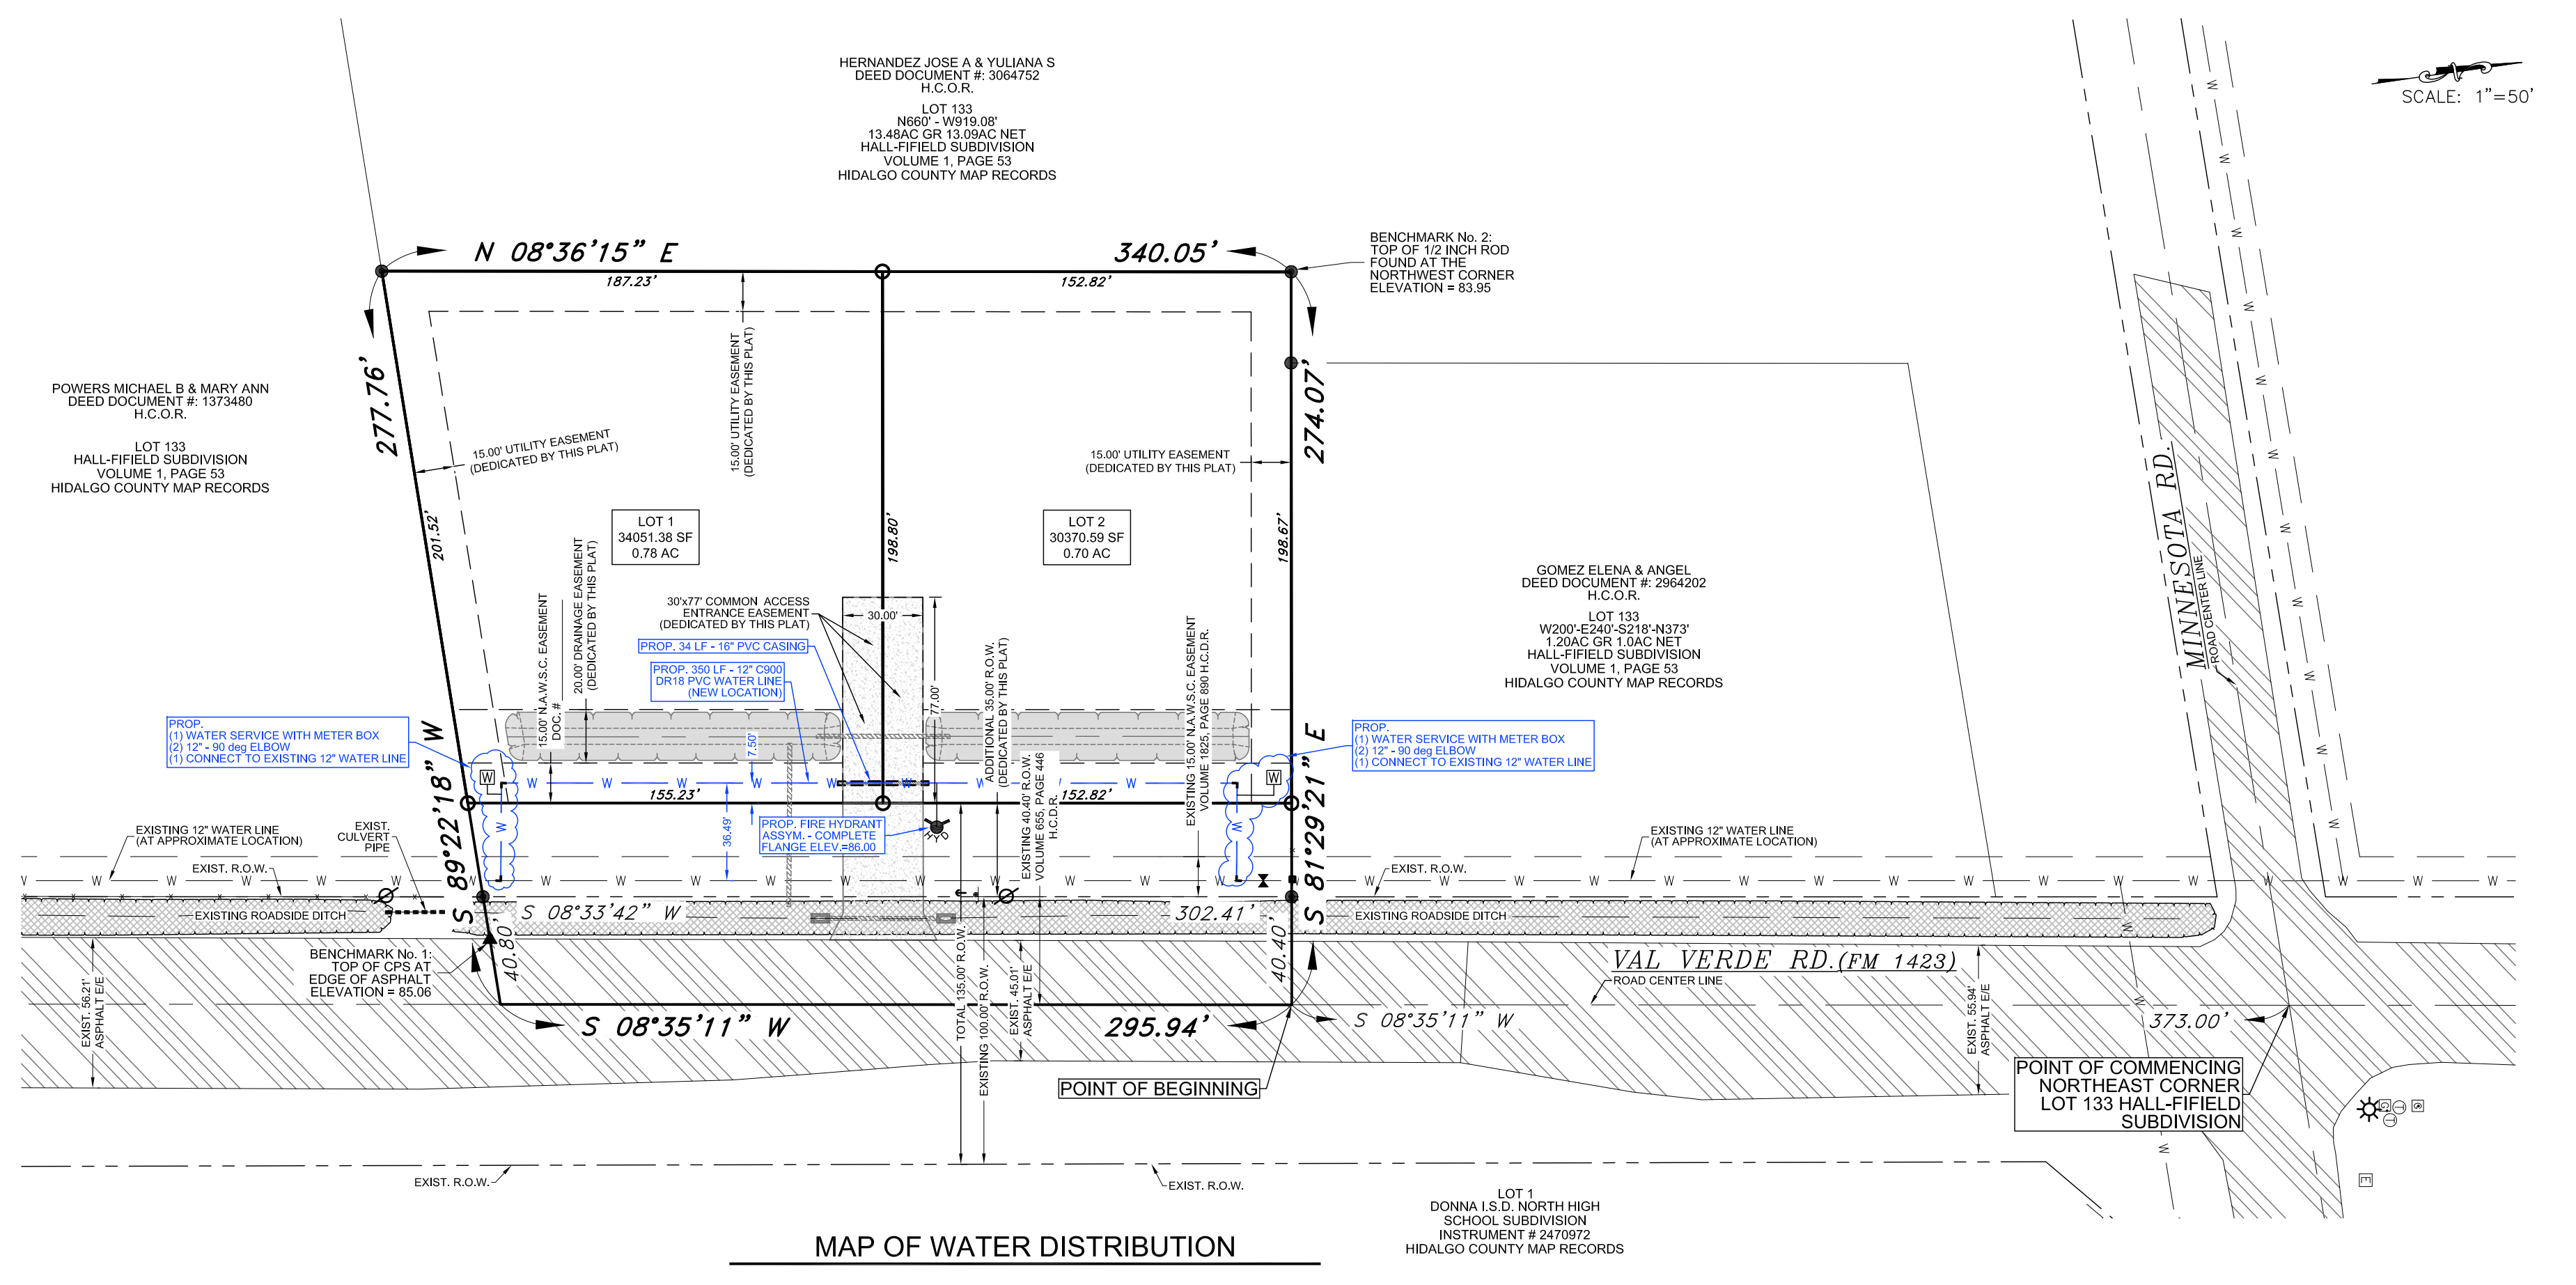 HERNANDEZ JOSE A & YULIANA S
DEED DOCUMENT #: 3064752
H.C.O.R.
LOT 133
N660' - W919.08'
13.48AC GR 13.09AC NET
HALL-FIFIELD SUBDIVISION
VOLUME 1, PAGE 53
HIDALGO COUNTY MAP RECORDS
SCALE: 1"=50'
N 08°36'15" E
340.05'
187.23'
152.82'
BENCHMARK No. 2:
TOP OF 1/2 INCH ROD
FOUND AT THE
NORTHWEST CORNER
ELEVATION = 83.95
277.76'
274.07'
POWERS MICHAEL B & MARY ANN
DEED DOCUMENT #: 1373480
H.C.O.R.
LOT 133
HALL-FIFIELD SUBDIVISION
VOLUME 1, PAGE 53
HIDALGO COUNTY MAP RECORDS
15.00' UTILITY EASEMENT
(DEDICATED BY THIS PLAT)
15.00' UTILITY EASEMENT
(DEDICATED BY THIS PLAT)
15.00' UTILITY EASEMENT
(DEDICATED BY THIS PLAT)
201.52'
198.80'
198.67'
LOT 1
34051.38 SF
0.78 AC
LOT 2
30370.59 SF
0.70 AC
GOMEZ ELENA & ANGEL
DEED DOCUMENT #: 2964202
H.C.O.R.
LOT 133
W200'-E240'-S218'-N373'
1.20AC GR 1.0AC NET
HALL-FIFIELD SUBDIVISION
VOLUME 1, PAGE 53
HIDALGO COUNTY MAP RECORDS
MINNESOTA RD.
ROAD CENTER LINE
15.00' N.A.W.S.C. EASEMENT
DOC. #
20.00' DRAINAGE EASEMENT
(DEDICATED BY THIS PLAT)
30'x77' COMMON ACCESS
ENTRANCE EASEMENT
(DEDICATED BY THIS PLAT)
30.00'
77.00'
PROP. 34 LF - 16" PVC CASING
PROP. 350 LF - 12" C900
DR18 PVC WATER LINE
(NEW LOCATION)
ADDITIONAL 35.00' R.O.W.
(DEDICATED BY THIS PLAT)
EXISTING 40.40' R.O.W.
VOLUME 655, PAGE 446
H.C.D.R.
EXISTING 15.00' N.A.W.S.C. EASEMENT
VOLUME 1825, PAGE 890 H.C.D.R.
PROP.
(1) WATER SERVICE WITH METER BOX
(2) 12" - 90 deg ELBOW
(1) CONNECT TO EXISTING 12" WATER LINE
PROP.
(1) WATER SERVICE WITH METER BOX
(2) 12" - 90 deg ELBOW
(1) CONNECT TO EXISTING 12" WATER LINE
7.50'
36.49'
155.23'
152.82'
PROP. FIRE HYDRANT
ASSYM. - COMPLETE
FLANGE ELEV.=86.00
HYD
S 89°22'18" W
S 81°29'21" E
EXISTING 12" WATER LINE
(AT APPROXIMATE LOCATION)
EXIST.
CULVERT
PIPE
EXIST. R.O.W.
EXISTING 12" WATER LINE
(AT APPROXIMATE LOCATION)
EXIST. R.O.W.
EXISTING ROADSIDE DITCH
S 08°33'42" W
302.41'
EXISTING ROADSIDE DITCH
40.80'
40.40'
BENCHMARK No. 1:
TOP OF CPS AT
EDGE OF ASPHALT
ELEVATION = 85.06
VAL VERDE RD.(FM 1423)
ROAD CENTER LINE
EXIST. 56.21'
ASPHALT E/E
TOTAL 135.00' R.O.W.
EXISTING 100.00' R.O.W.
EXIST. 45.01'
ASPHALT E/E
EXIST. 55.94'
ASPHALT E/E
S 08°35'11" W
295.94'
S 08°35'11" W
373.00'
POINT OF BEGINNING
POINT OF COMMENCING
NORTHEAST CORNER
LOT 133 HALL-FIFIELD
SUBDIVISION
EXIST. R.O.W.
EXIST. R.O.W.
E
LOT 1
DONNA I.S.D. NORTH HIGH
SCHOOL SUBDIVISION
INSTRUMENT # 2470972
HIDALGO COUNTY MAP RECORDS
MAP OF WATER DISTRIBUTION